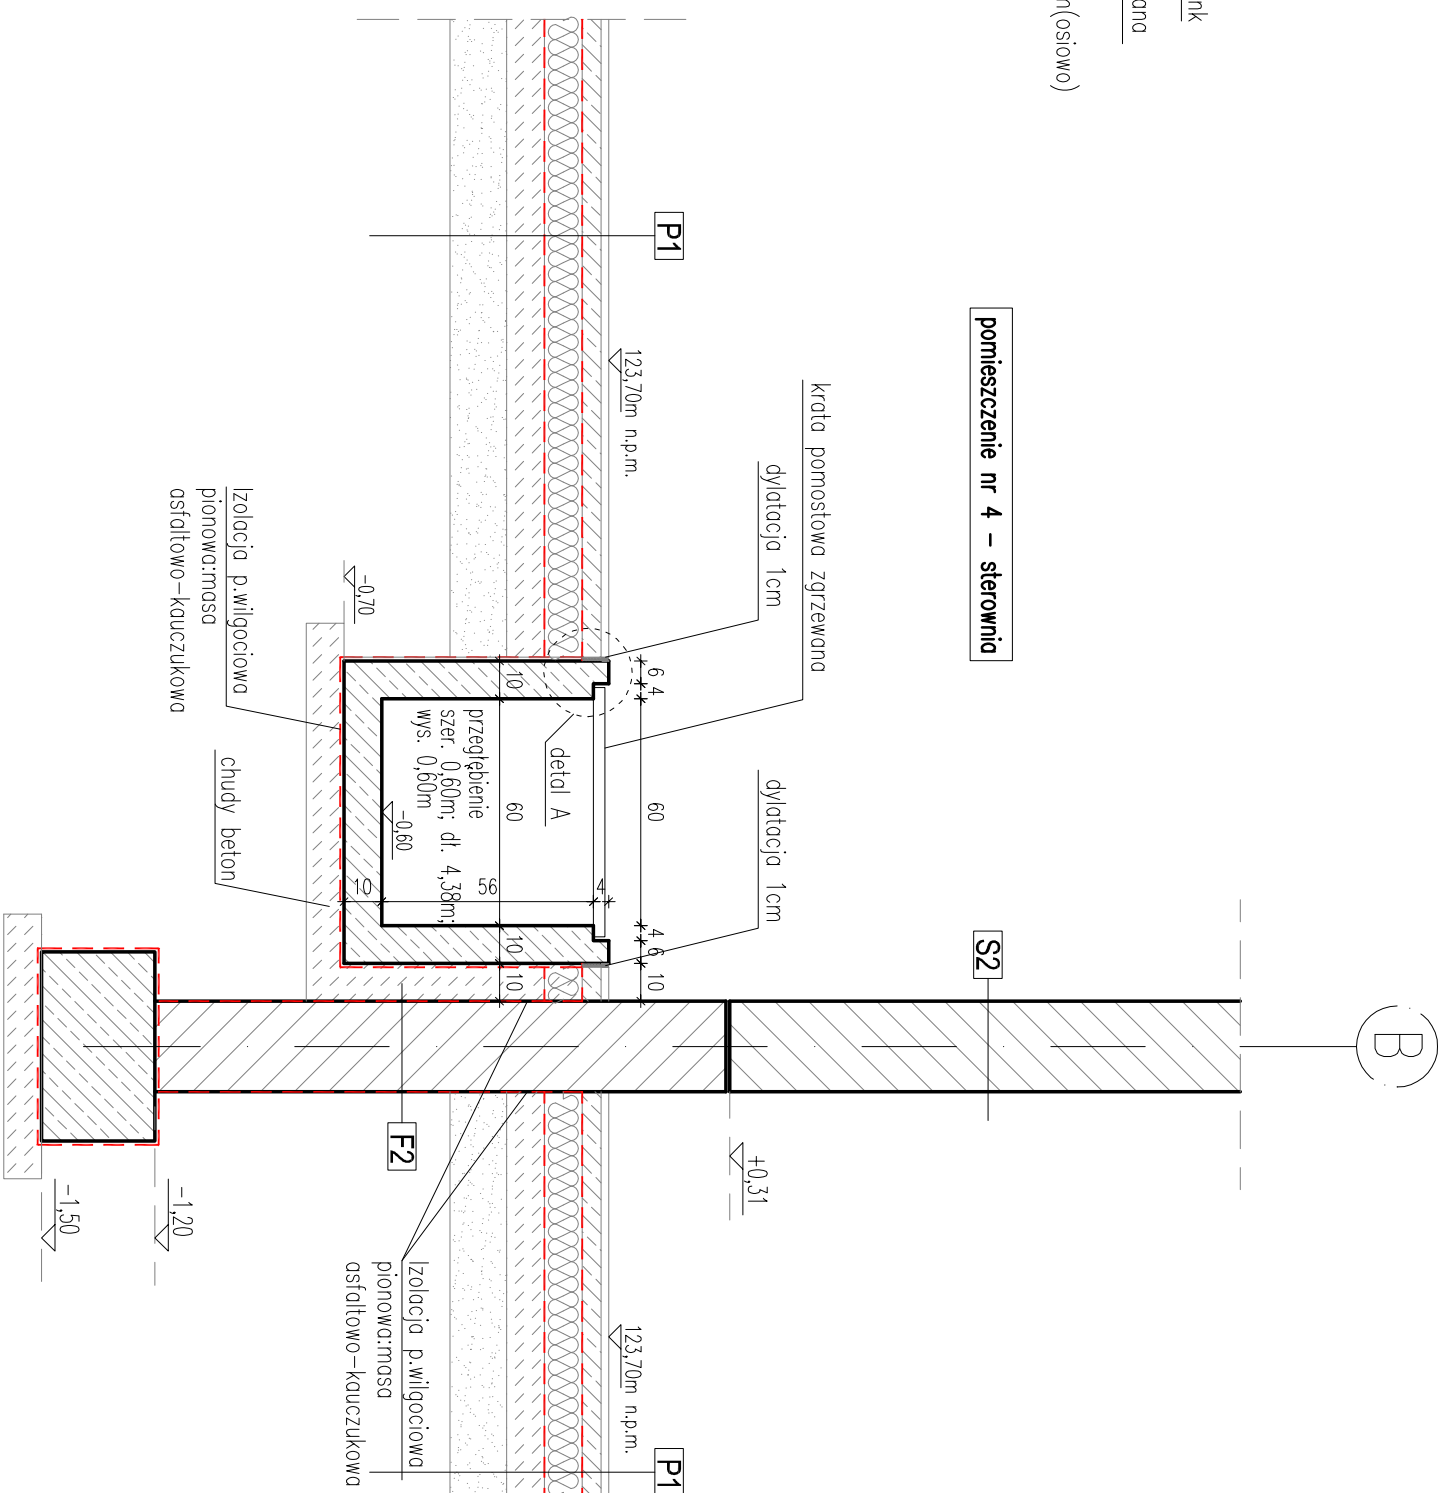 nk
ana
m(osiowo)
B
pomieszczenie nr 4 – sterownia
S2
krata pomostowa zgrzewana
dylatacja 1cm
dylatacja 1cm
+0,31
P1
123,70m n.p.m.
6
4
60
4
6
10
123,70m n.p.m.
P1
detal A
4
10
60
56
10
10
10
przegłębienie
szer. 0,60m; dł. 4,38m;
wys. 0,60m
-0,60
-0,70
F2
Izolacja p.wilgociowa
pionowa:masa
asfaltowo-kauczukowa
Izolacja p.wilgociowa
pionowa:masa
asfaltowo-kauczukowa
chudy beton
-1,20
-1,50